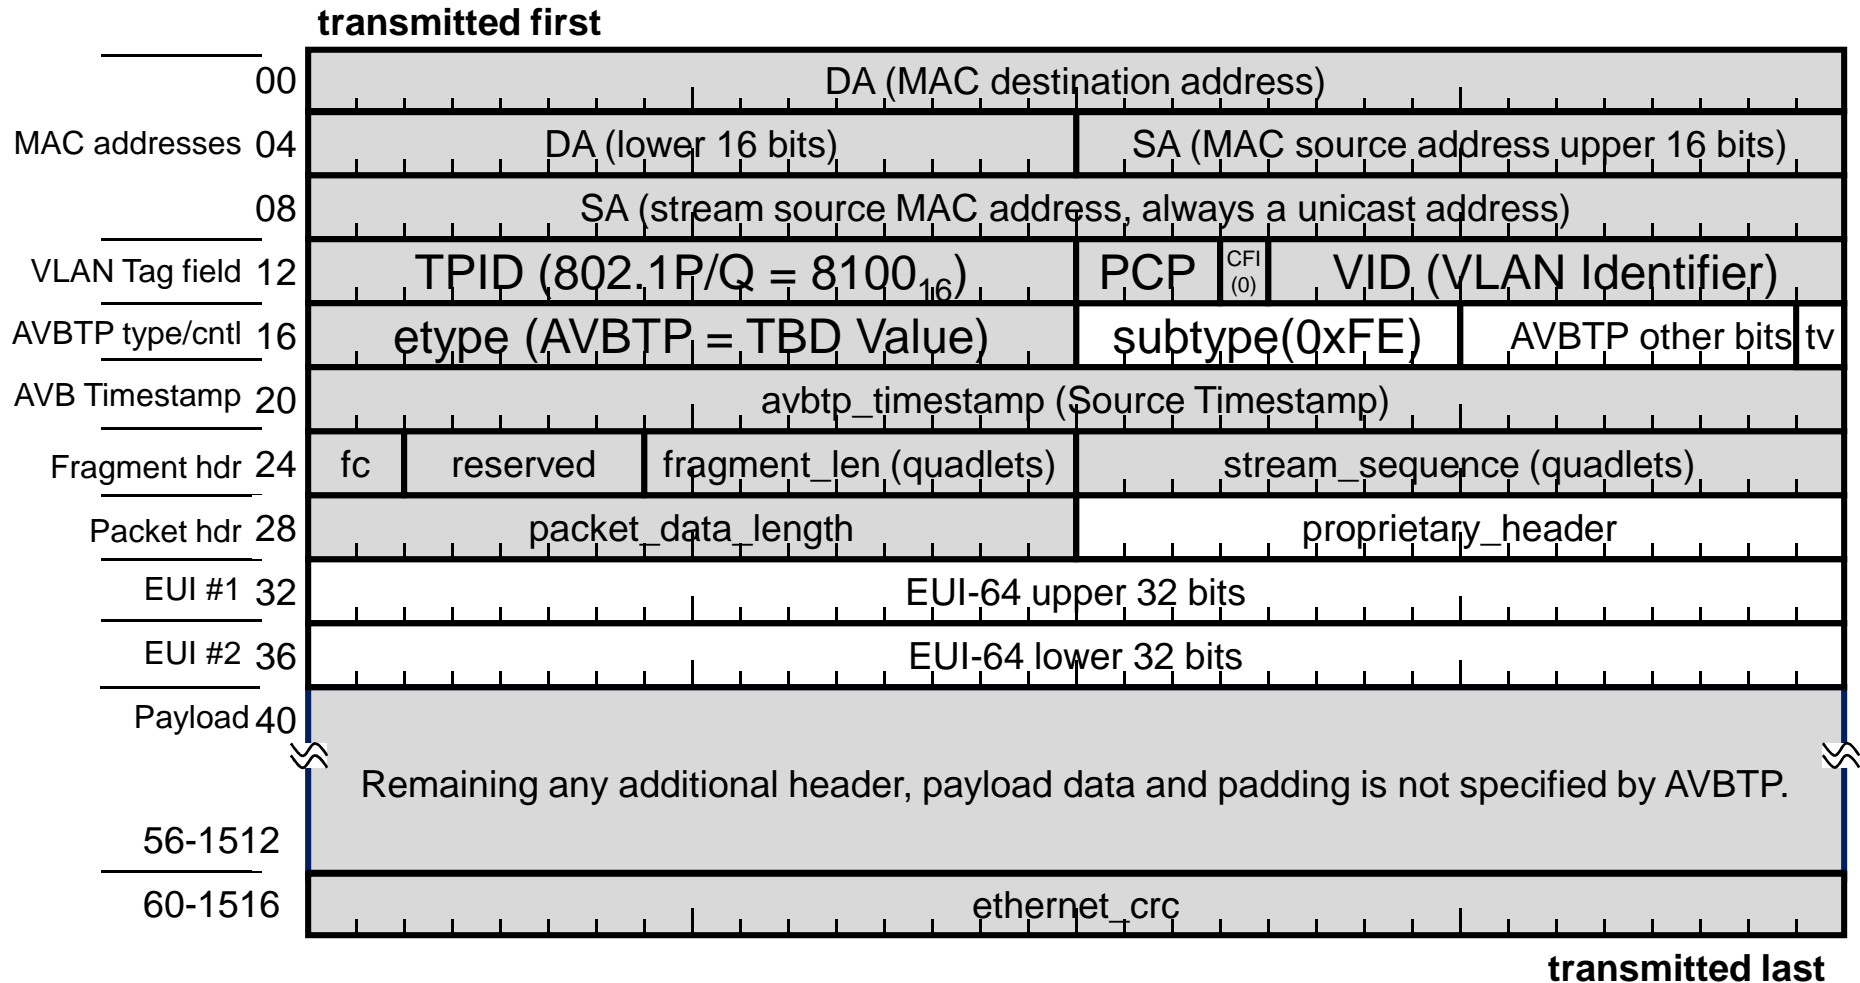 transmitted first
00 DA (MAC destination address)
MAC addresses 04 DA (lower 16 bits) SA (MAC source address upper 16 bits)
08 SA (stream source MAC address, always a unicast address)
VLAN Tag field 12 TPID (802.1P/Q = 8100₁₆) PCP CFI (0) VID (VLAN Identifier)
AVBTP type/cntl 16 etype (AVBTP = TBD Value) subtype(0xFE) AVBTP other bits tv
AVB Timestamp 20 avbtp_timestamp (Source Timestamp)
Fragment hdr 24 fc reserved fragment_len (quadlets) stream_sequence (quadlets)
Packet hdr 28 packet_data_length proprietary_header
EUI #1 32 EUI-64 upper 32 bits
EUI #2 36 EUI-64 lower 32 bits
Payload 40
Remaining any additional header, payload data and padding is not specified by AVBTP.
56-1512
60-1516 ethernet_crc
transmitted last